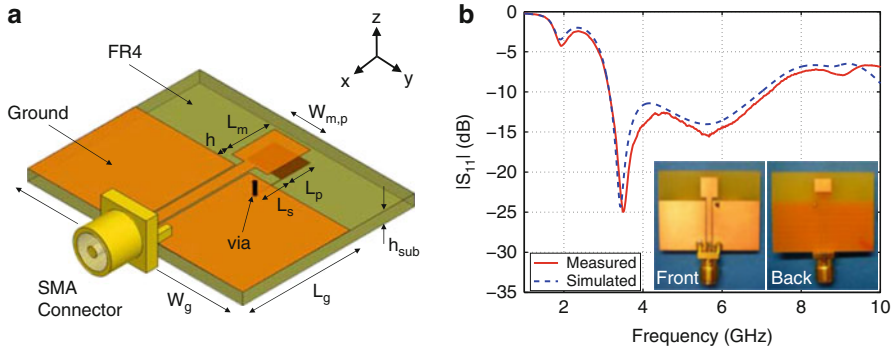 a
FR4
Ground
h
L_m
W_m,p
z
x
y
L_p
L_s
via
h_sub
SMA
Connector
W_g
L_g
b
|S_11| (dB)
0
−5
−10
−15
−20
−25
−30
−35
Measured
Simulated
Front
Back
2
4
6
8
10
Frequency (GHz)